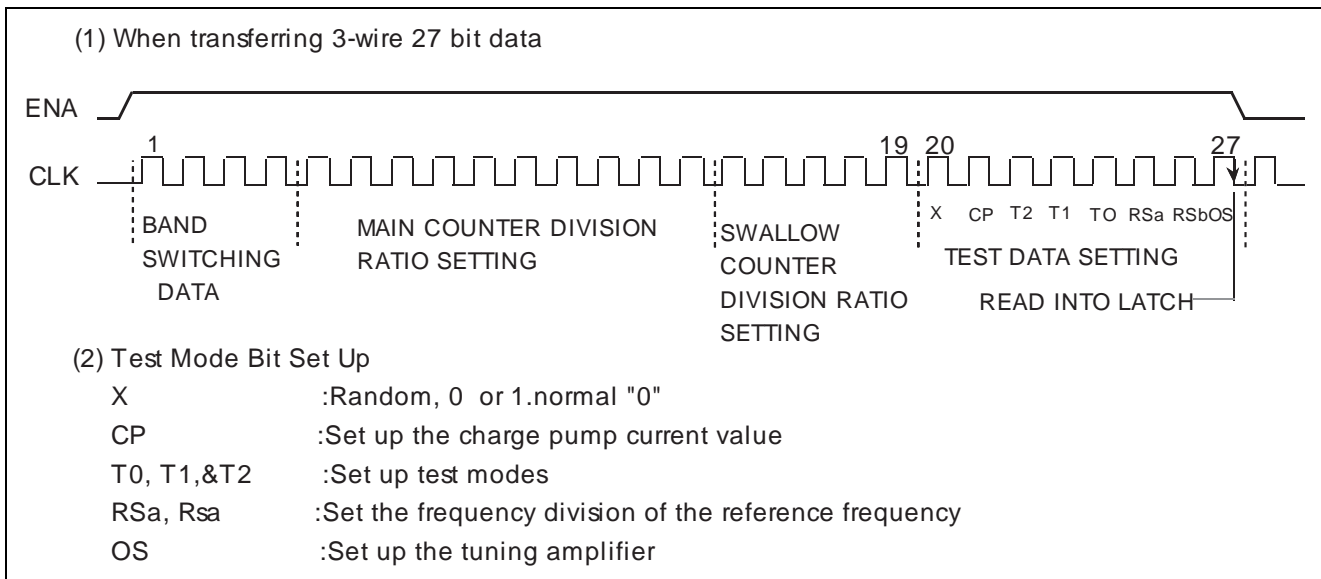 (1) When transferring 3-wire 27 bit data
ENA
1 19 20 27
CLK
X CP T2 T1 TO RSa RSbOS
BAND
SWITCHING
DATA
MAIN COUNTER DIVISION
RATIO SETTING
SWALLOW
COUNTER
DIVISION RATIO
SETTING
TEST DATA SETTING
READ INTO LATCH
(2) Test Mode Bit Set Up
X :Random, 0 or 1.normal "0"
CP :Set up the charge pump current value
T0, T1,&T2 :Set up test modes
RSa, Rsa :Set the frequency division of the reference frequency
OS :Set up the tuning amplifier